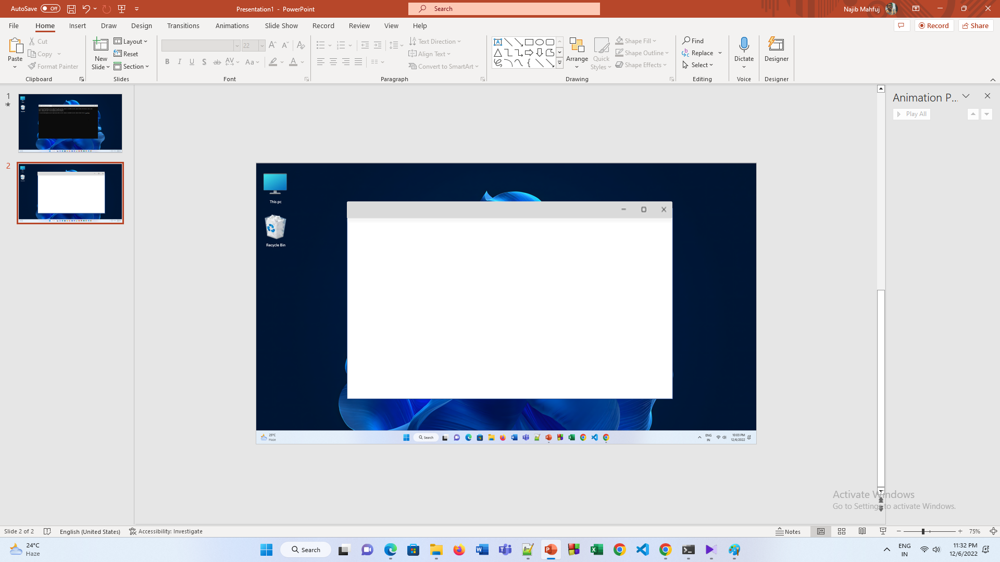 AutoSave Off
Presentation1 - PowerPoint
Search
Najib Mahfuj
File Home Insert Draw Design Transitions Animations Slide Show Record Review View Help
Record Share
Paste
Cut
Copy
Format Painter
Clipboard
New Slide
Layout
Reset
Section
Slides
22
B I U S ab AV Aa A
Font
Text Direction
Align Text
Convert to SmartArt
Paragraph
Arrange
Quick Styles
Shape Fill
Shape Outline
Shape Effects
Drawing
Find
Replace
Select
Editing
Dictate
Voice
Designer
Designer
1
2
This pc
Recycle Bin
25°C
Haze
Search
ENG
IN
10:03 PM
12/6/2022
Animation P...
Play All
Activate Windows
Go to Settings to activate Windows.
Slide 2 of 2 English (United States) Accessibility: Investigate
Notes 75%
24°C
Haze
Search
ENG
IN
11:32 PM
12/6/2022